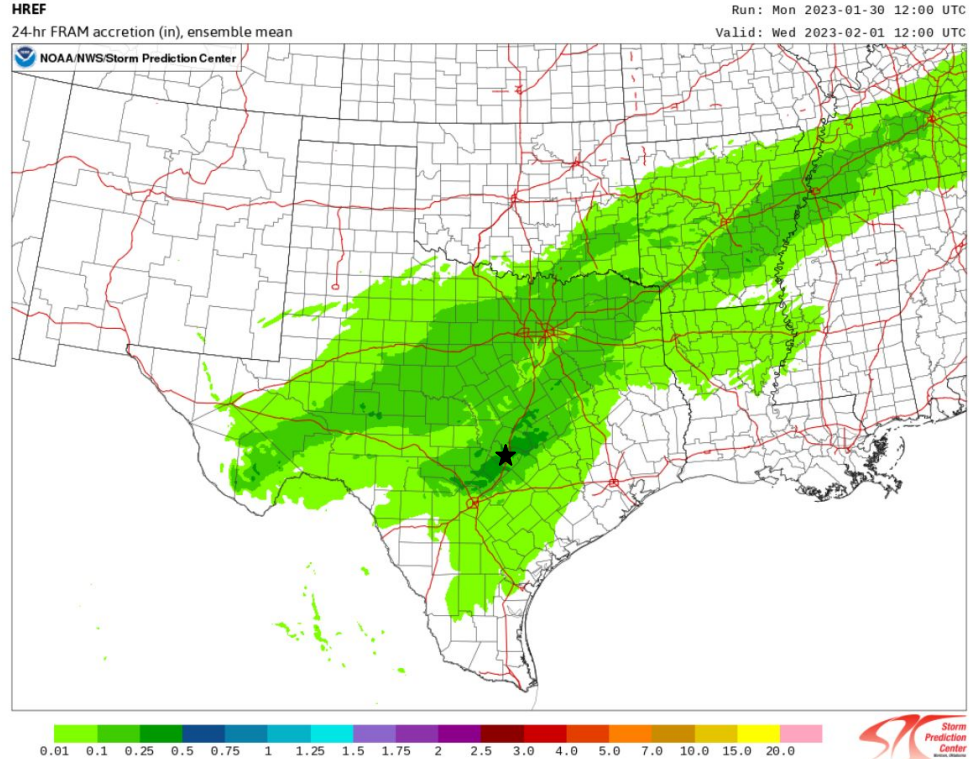 HREF
Run: Mon 2023-01-30 12:00 UTC
24-hr FRAM accretion (in), ensemble mean
Valid: Wed 2023-02-01 12:00 UTC
NOAA/NWS/Storm Prediction Center
0.01 0.1 0.25 0.5 0.75 1 1.25 1.5 1.75 2 2.5 3.0 4.0 5.0 7.0 10.0 15.0 20.0
Storm
Prediction
Center